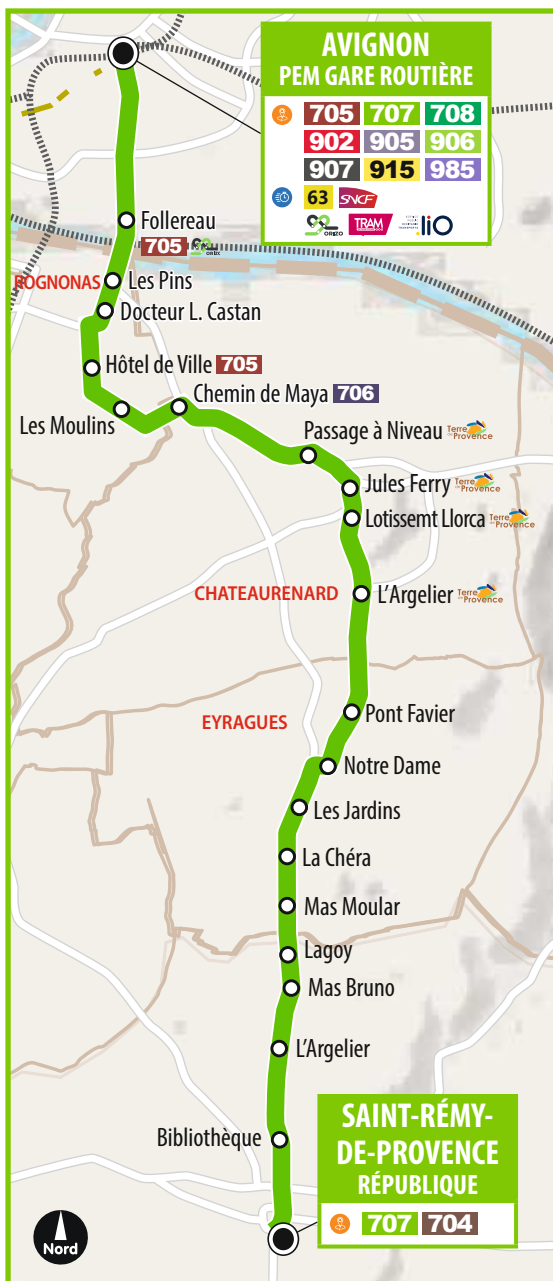 AVIGNON
PEM GARE ROUTIÈRE
705 707 708
902 905 906
907 915 985
63 SNCF
ORIZO TRAM liO
Follereau
705 ORIZO
ROGNONAS
Les Pins
Docteur L. Castan
Hôtel de Ville 705
Chemin de Maya 706
Les Moulins
Passage à Niveau Terre de Provence
Jules Ferry Terre de Provence
Lotissemt Llorca Terre de Provence
CHATEAURENARD
L'Argelier Terre de Provence
EYRAGUES
Pont Favier
Notre Dame
Les Jardins
La Chéra
Mas Moular
Lagoy
Mas Bruno
L'Argelier
Bibliothèque
SAINT-RÉMY-
DE-PROVENCE
RÉPUBLIQUE
707 704
Nord